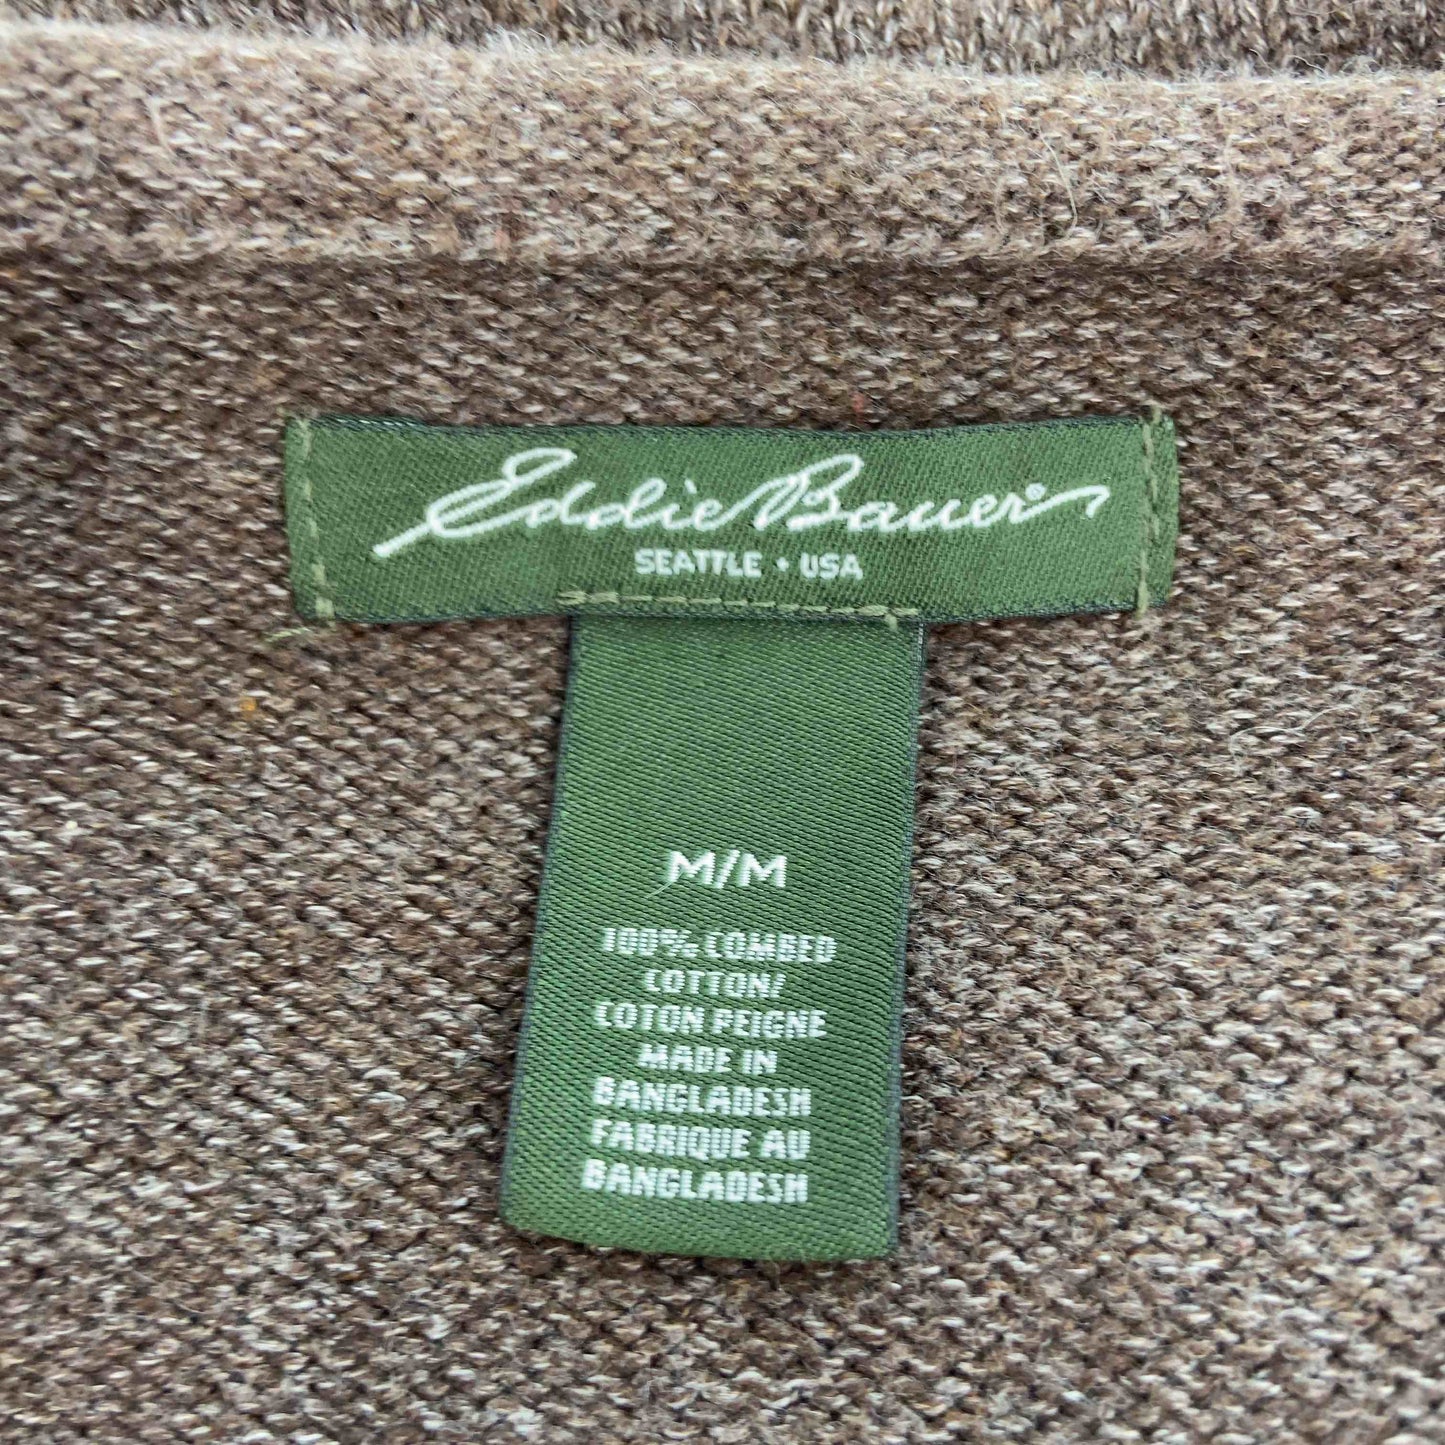 Eddie Bauer®
SEATTLE • USA
M/M
100% COMBED
COTTON/
COTON PEIGNE
MADE IN
BANGLADESH
FABRIQUE AU
BANGLADESH